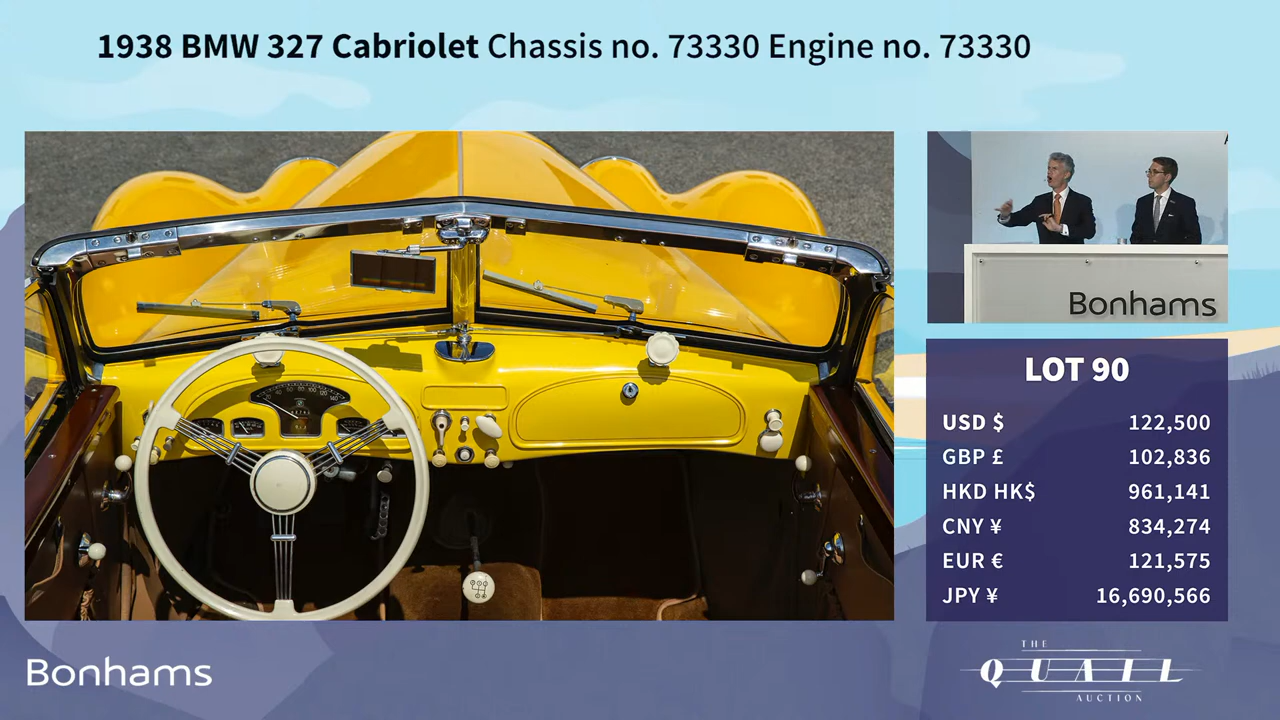 1938 BMW 327 Cabriolet Chassis no. 73330 Engine no. 73330
Bonhams
LOT 90
USD $ 122,500
GBP £ 102,836
HKD HK$ 961,141
CNY ¥ 834,274
EUR € 121,575
JPY ¥ 16,690,566
Bonhams
THE
QUAIL
AUCTION